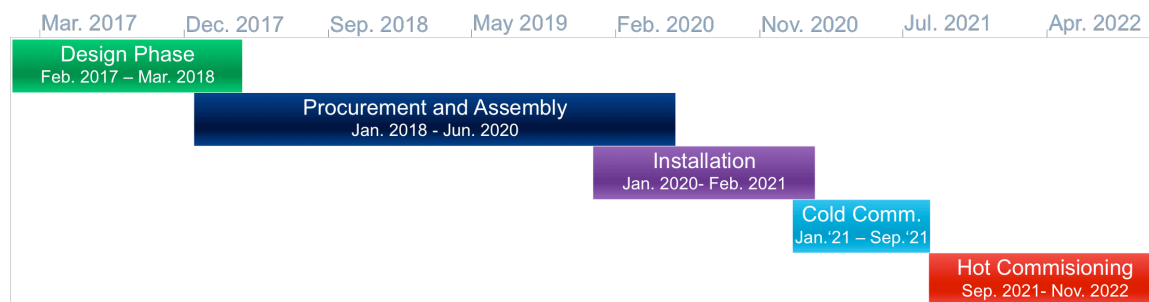 Mar. 2017 Dec. 2017 Sep. 2018 May 2019 Feb. 2020 Nov. 2020 Jul. 2021 Apr. 2022
Design Phase
Feb. 2017 – Mar. 2018
Procurement and Assembly
Jan. 2018 - Jun. 2020
Installation
Jan. 2020- Feb. 2021
Cold Comm.
Jan.‘21 – Sep.‘21
Hot Commisioning
Sep. 2021- Nov. 2022